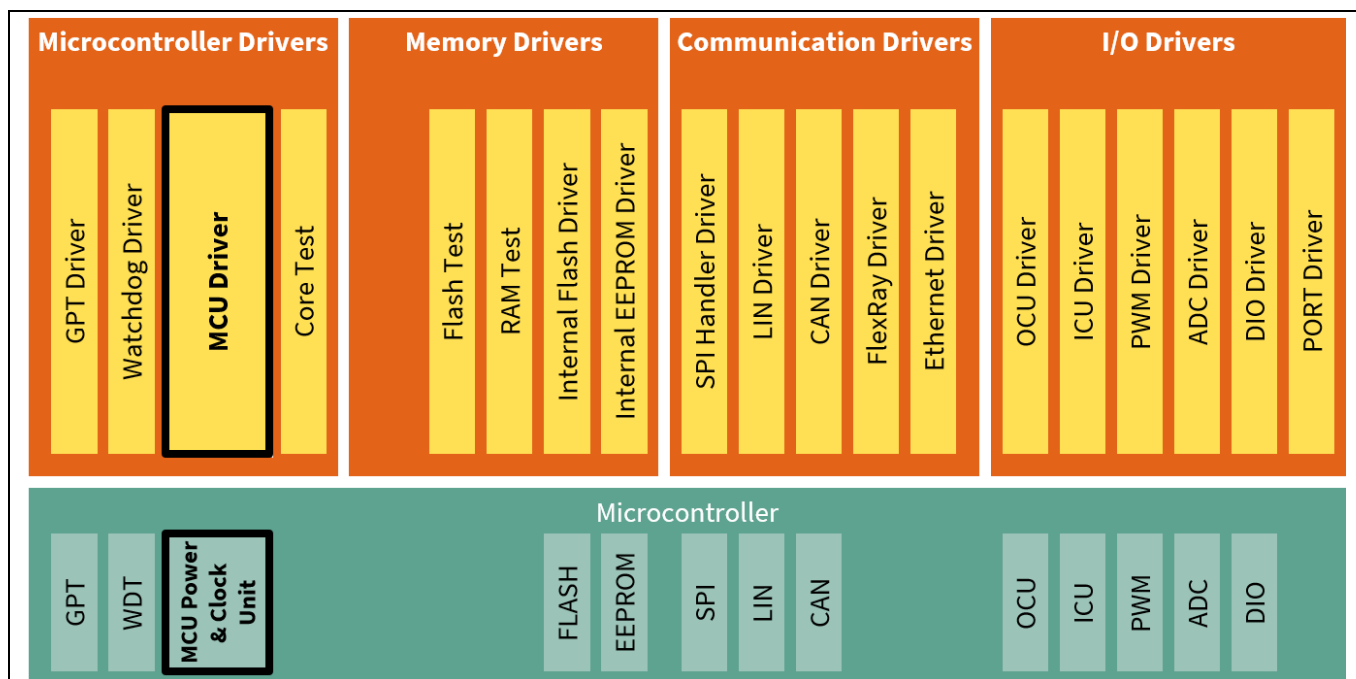 Microcontroller Drivers
GPT Driver
Watchdog Driver
MCU Driver
Core Test
Memory Drivers
Flash Test
RAM Test
Internal Flash Driver
Internal EEPROM Driver
Communication Drivers
SPI Handler Driver
LIN Driver
CAN Driver
FlexRay Driver
Ethernet Driver
I/O Drivers
OCU Driver
ICU Driver
PWM Driver
ADC Driver
DIO Driver
PORT Driver
Microcontroller
GPT
WDT
MCU Power
& Clock
Unit
FLASH
EEPROM
SPI
LIN
CAN
OCU
ICU
PWM
ADC
DIO